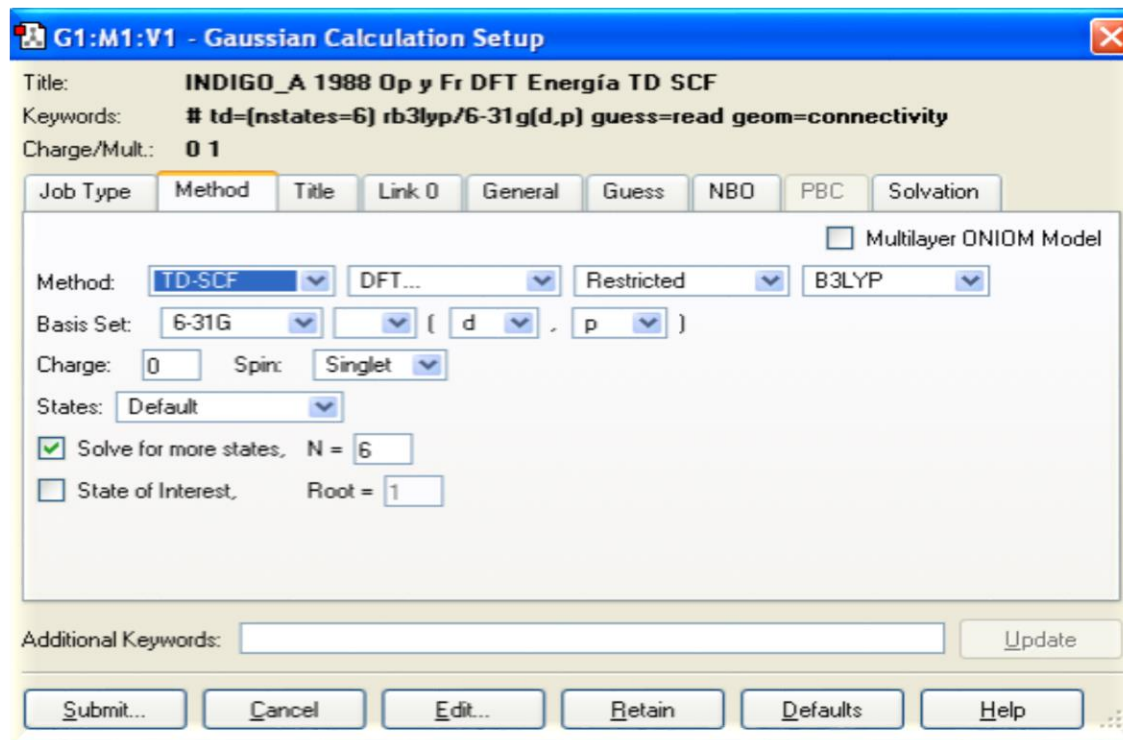 G1:M1:V1 - Gaussian Calculation Setup
Title: INDIGO_A 1988 Op y Fr DFT Energía TD SCF
Keywords: # td=(nstates=6) rb3lyp/6-31g(d,p) guess=read geom=connectivity
Charge/Mult.: 0 1
Job Type Method Title Link 0 General Guess NBO PBC Solvation
Multilayer ONIOM Model
Method: TD-SCF DFT... Restricted B3LYP
Basis Set: 6-31G ( d , p )
Charge: 0 Spin: Singlet
States: Default
Solve for more states, N = 6
State of Interest, Root = 1
Additional Keywords: Update
Submit... Cancel Edit... Retain Defaults Help